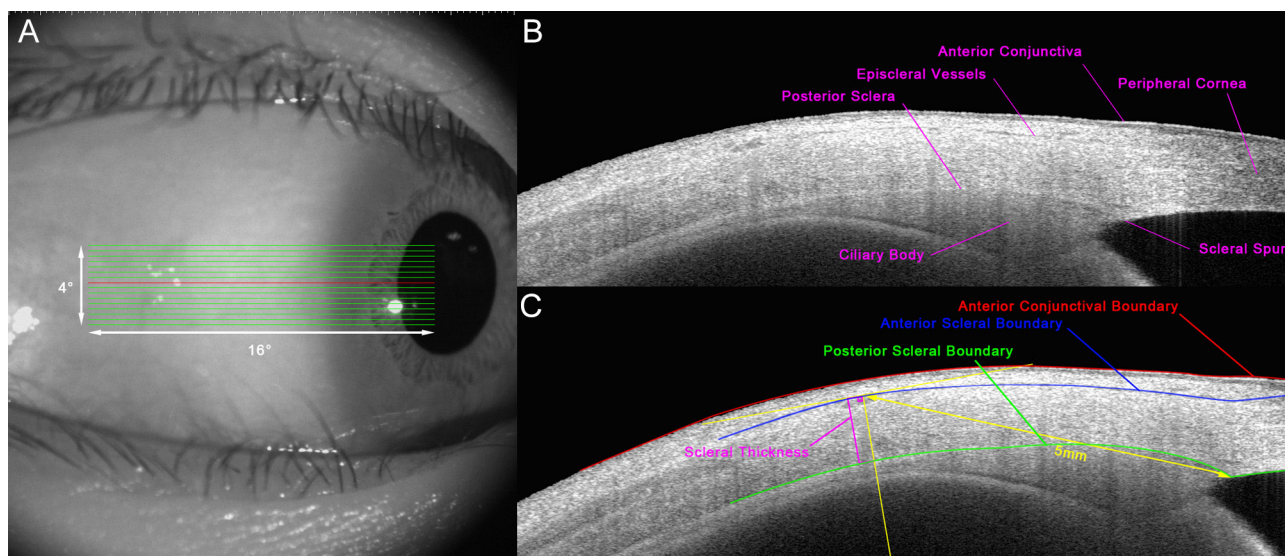 A
4°
16°
B
Anterior Conjunctiva
Episcleral Vessels
Peripheral Cornea
Posterior Sclera
Ciliary Body
Scleral Spur
C
Anterior Conjunctival Boundary
Anterior Scleral Boundary
Posterior Scleral Boundary
α
Scleral Thickness
5mm